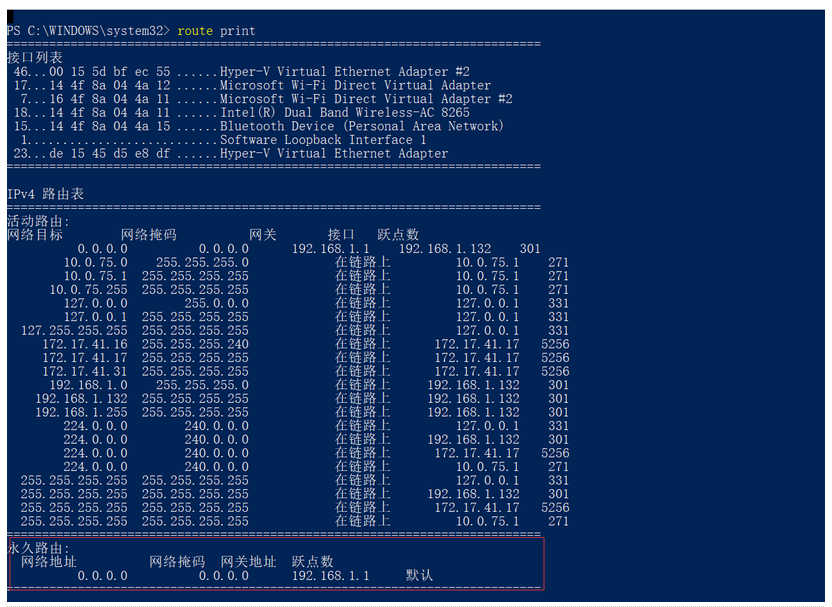 PS C:\WINDOWS\system32> route print
===========================================================================
接口列表
 46...00 15 5d bf ec 55 ......Hyper-V Virtual Ethernet Adapter #2
 17...14 4f 8a 04 4a 12 ......Microsoft Wi-Fi Direct Virtual Adapter
  7...16 4f 8a 04 4a 11 ......Microsoft Wi-Fi Direct Virtual Adapter #2
 18...14 4f 8a 04 4a 11 ......Intel(R) Dual Band Wireless-AC 8265
 15...14 4f 8a 04 4a 15 ......Bluetooth Device (Personal Area Network)
  1...........................Software Loopback Interface 1
 23...de 15 45 d5 e8 df ......Hyper-V Virtual Ethernet Adapter
===========================================================================
IPv4 路由表
===========================================================================
活动路由:
网络目标 网络掩码 网关 接口 跃点数
0.0.0.0 0.0.0.0 192.168.1.1 192.168.1.132 301
10.0.75.0 255.255.255.0 在链路上 10.0.75.1 271
10.0.75.1 255.255.255.255 在链路上 10.0.75.1 271
10.0.75.255 255.255.255.255 在链路上 10.0.75.1 271
127.0.0.0 255.0.0.0 在链路上 127.0.0.1 331
127.0.0.1 255.255.255.255 在链路上 127.0.0.1 331
127.255.255.255 255.255.255.255 在链路上 127.0.0.1 331
172.17.41.16 255.255.255.240 在链路上 172.17.41.17 5256
172.17.41.17 255.255.255.255 在链路上 172.17.41.17 5256
172.17.41.31 255.255.255.255 在链路上 172.17.41.17 5256
192.168.1.0 255.255.255.0 在链路上 192.168.1.132 301
192.168.1.132 255.255.255.255 在链路上 192.168.1.132 301
192.168.1.255 255.255.255.255 在链路上 192.168.1.132 301
224.0.0.0 240.0.0.0 在链路上 127.0.0.1 331
224.0.0.0 240.0.0.0 在链路上 192.168.1.132 301
224.0.0.0 240.0.0.0 在链路上 172.17.41.17 5256
224.0.0.0 240.0.0.0 在链路上 10.0.75.1 271
255.255.255.255 255.255.255.255 在链路上 127.0.0.1 331
255.255.255.255 255.255.255.255 在链路上 192.168.1.132 301
255.255.255.255 255.255.255.255 在链路上 172.17.41.17 5256
255.255.255.255 255.255.255.255 在链路上 10.0.75.1 271
===========================================================================
永久路由:
网络地址 网络掩码 网关地址 跃点数
0.0.0.0 0.0.0.0 192.168.1.1 默认
===========================================================================